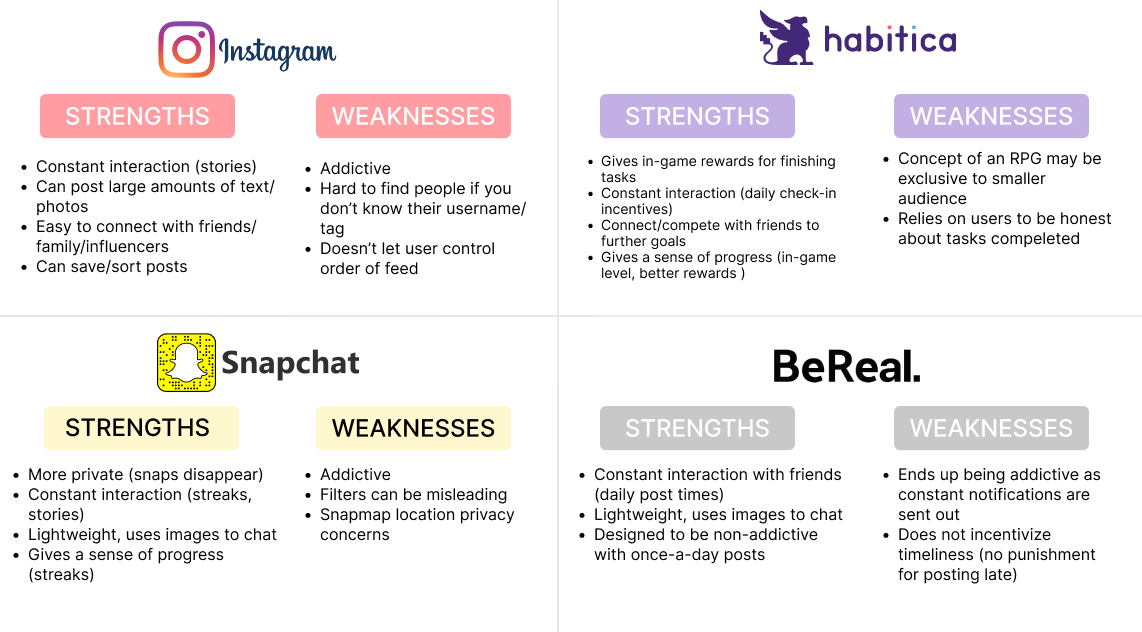 Instagram
STRENGTHS
WEAKNESSES
• Constant interaction (stories)
• Can post large amounts of text/
photos
• Easy to connect with friends/
family/influencers
• Can save/sort posts
• Addictive
• Hard to find people if you
don’t know their username/
tag
• Doesn’t let user control
order of feed
habitica
STRENGTHS
WEAKNESSES
• Gives in-game rewards for finishing
tasks
• Constant interaction (daily check-in
incentives)
• Connect/compete with friends to
further goals
• Gives a sense of progress (in-game
level, better rewards )
• Concept of an RPG may be
exclusive to smaller
audience
• Relies on users to be honest
about tasks compeleted
Snapchat
STRENGTHS
WEAKNESSES
• More private (snaps disappear)
• Constant interaction (streaks,
stories)
• Lightweight, uses images to chat
• Gives a sense of progress
(streaks)
• Addictive
• Filters can be misleading
• Snapmap location privacy
concerns
BeReal.
STRENGTHS
WEAKNESSES
• Constant interaction with friends
(daily post times)
• Lightweight, uses images to chat
• Designed to be non-addictive
with once-a-day posts
• Ends up being addictive as
constant notifications are
sent out
• Does not incentivize
timeliness (no punishment
for posting late)